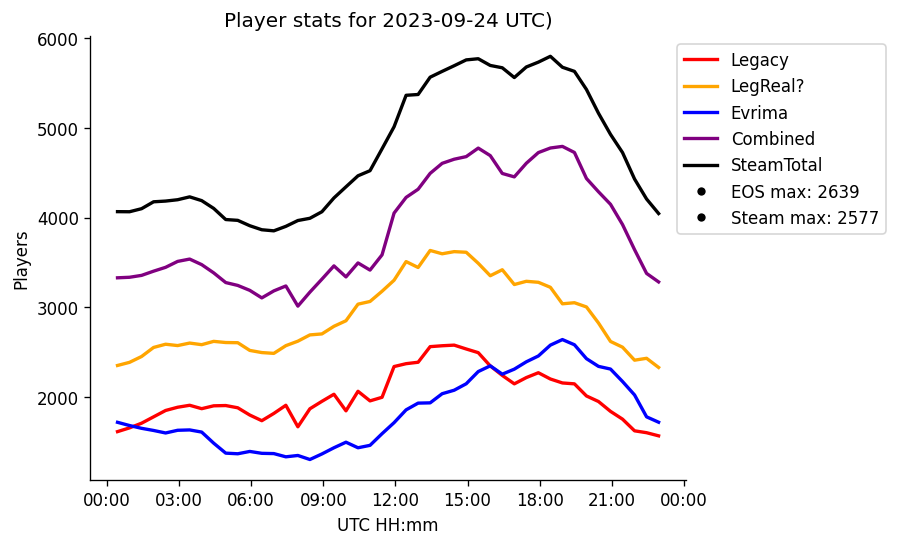 Player stats for 2023-09-24 UTC)
6000
5000
4000
3000
2000
Players
00:00 03:00 06:00 09:00 12:00 15:00 18:00 21:00 00:00
UTC HH:mm
Legacy
LegReal?
Evrima
Combined
SteamTotal
EOS max: 2639
Steam max: 2577